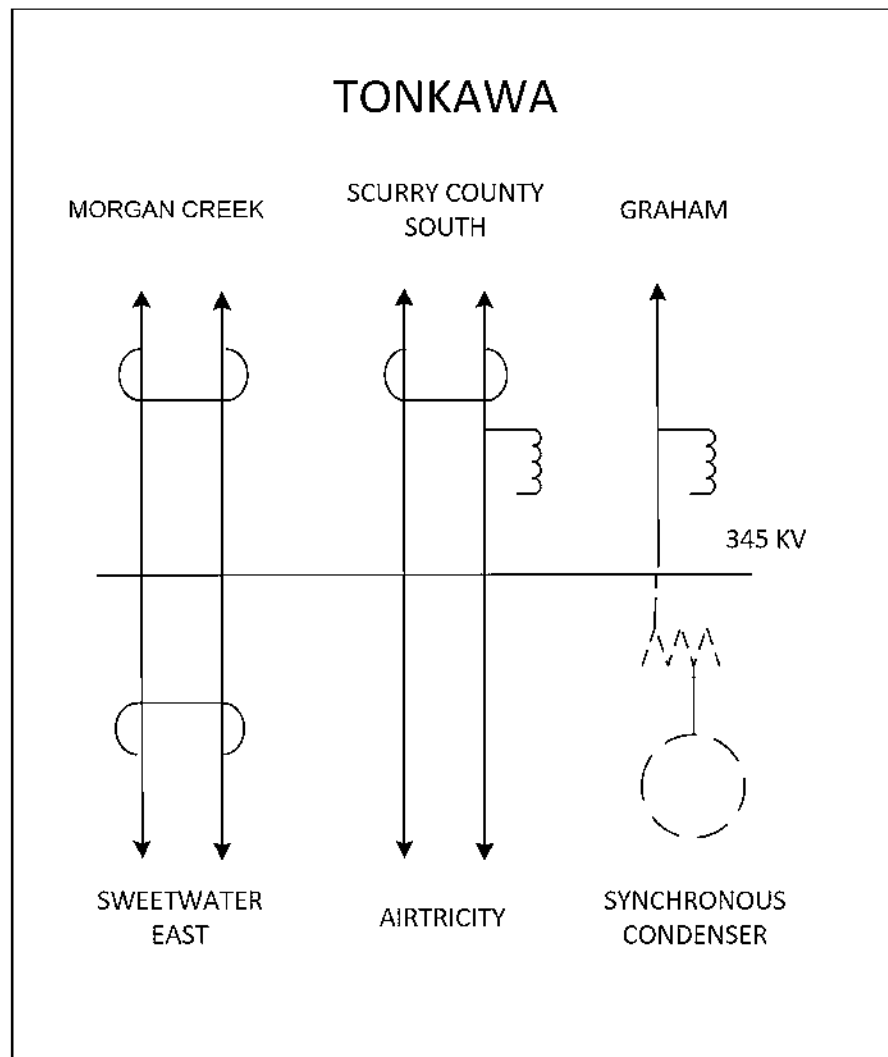 TONKAWA
MORGAN CREEK
SCURRY COUNTY
SOUTH
GRAHAM
345 KV
SWEETWATER
EAST
AIRTRICITY
SYNCHRONOUS
CONDENSER